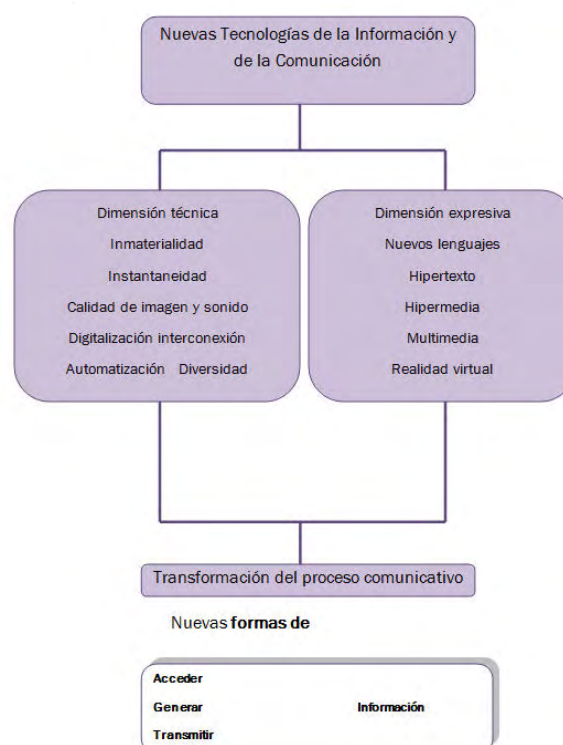 Nuevas Tecnologías de la Información y
de la Comunicación
Dimensión técnica
Inmaterialidad
Instantaneidad
Calidad de imagen y sonido
Digitalización interconexión
Automatización Diversidad
Dimensión expresiva
Nuevos lenguajes
Hipertexto
Hipermedia
Multimedia
Realidad virtual
Transformación del proceso comunicativo
Nuevas formas de
Acceder
Generar Información
Transmitir